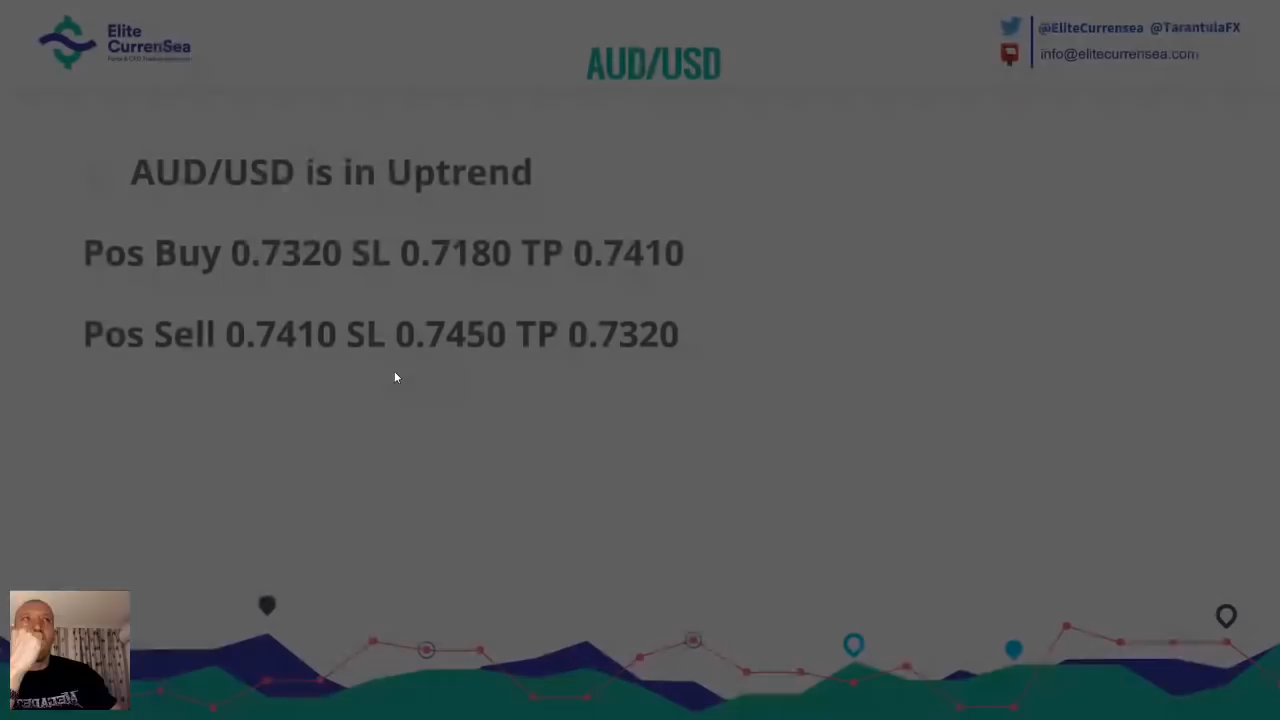 Elite
CurrenSea
AUD/USD
@EliteCurrensea @TarantulaFX
info@elitecurrensea.com
AUD/USD is in Uptrend
Pos Buy 0.7320 SL 0.7180 TP 0.7410
Pos Sell 0.7410 SL 0.7450 TP 0.7320